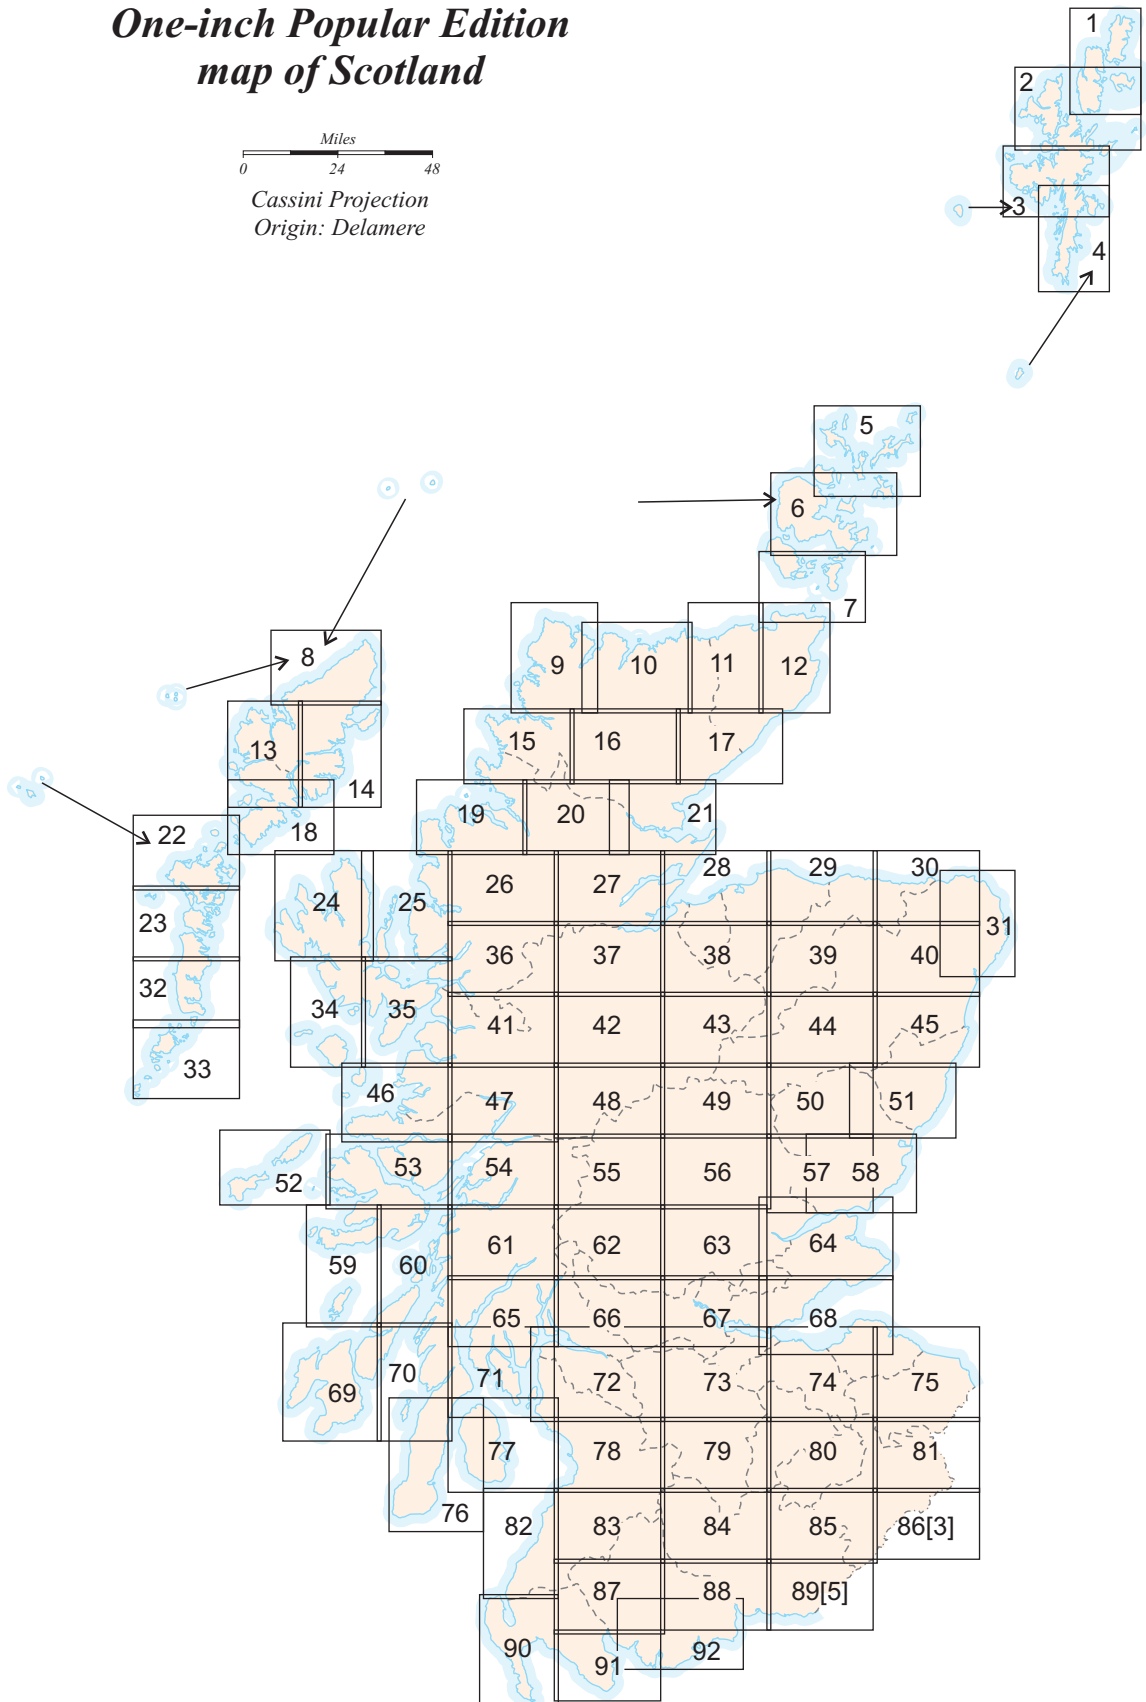 One-inch Popular Edition
map of Scotland
Miles
0 24 48
Cassini Projection
Origin: Delamere
1
2
3
4
5
6
7
8
9 10 11 12
13
14
15 16 17
18
19 20 21
22
23
24 25 26 27 28 29 30
31
32
33
34 35
36 37 38 39 40
41 42 43 44 45
46 47 48 49 50 51
52
53 54 55 56 57 58
59 60 61 62 63 64
65 66 67 68
69 70 71 72 73 74 75
76
77 78 79 80 81
82 83 84 85 86[3]
87 88 89[5]
90 91 92